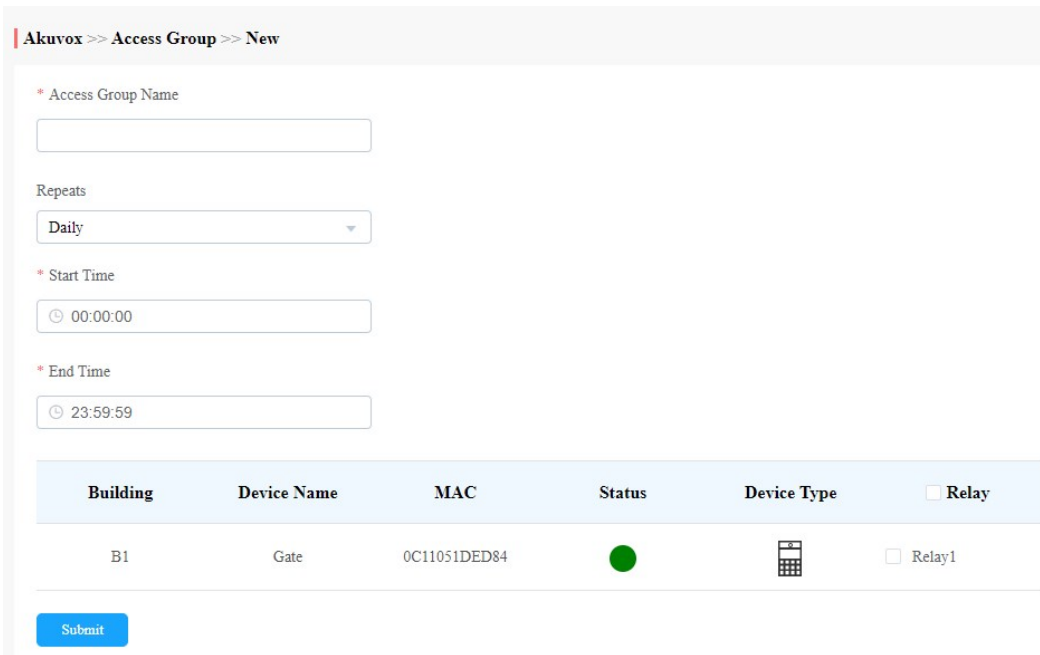 Akuvox >> Access Group >> New
* Access Group Name
Repeats
Daily
* Start Time
00:00:00
* End Time
23:59:59
Building Device Name MAC Status Device Type Relay
B1 Gate 0C11051DED84 Relay1
Submit